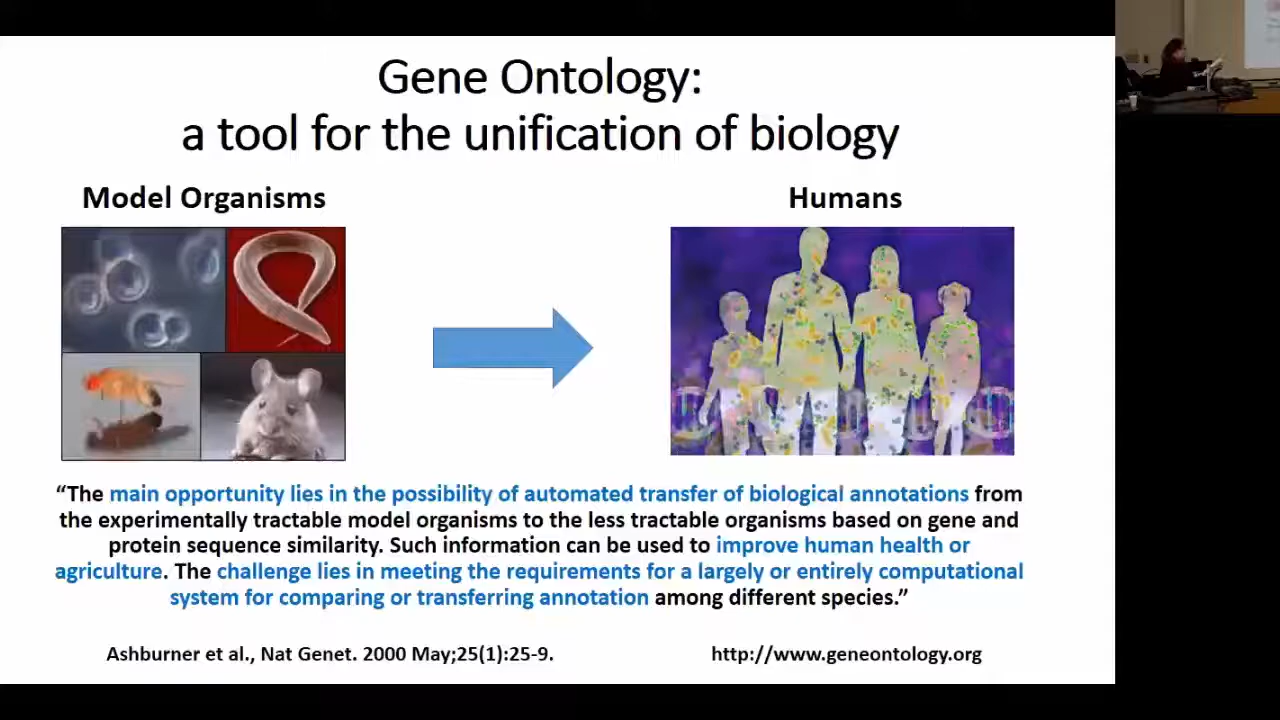 Gene Ontology:
a tool for the unification of biology
Model Organisms
Humans
“The main opportunity lies in the possibility of automated transfer of biological annotations from
the experimentally tractable model organisms to the less tractable organisms based on gene and
protein sequence similarity. Such information can be used to improve human health or
agriculture. The challenge lies in meeting the requirements for a largely or entirely computational
system for comparing or transferring annotation among different species.”
Ashburner et al., Nat Genet. 2000 May;25(1):25-9.
http://www.geneontology.org